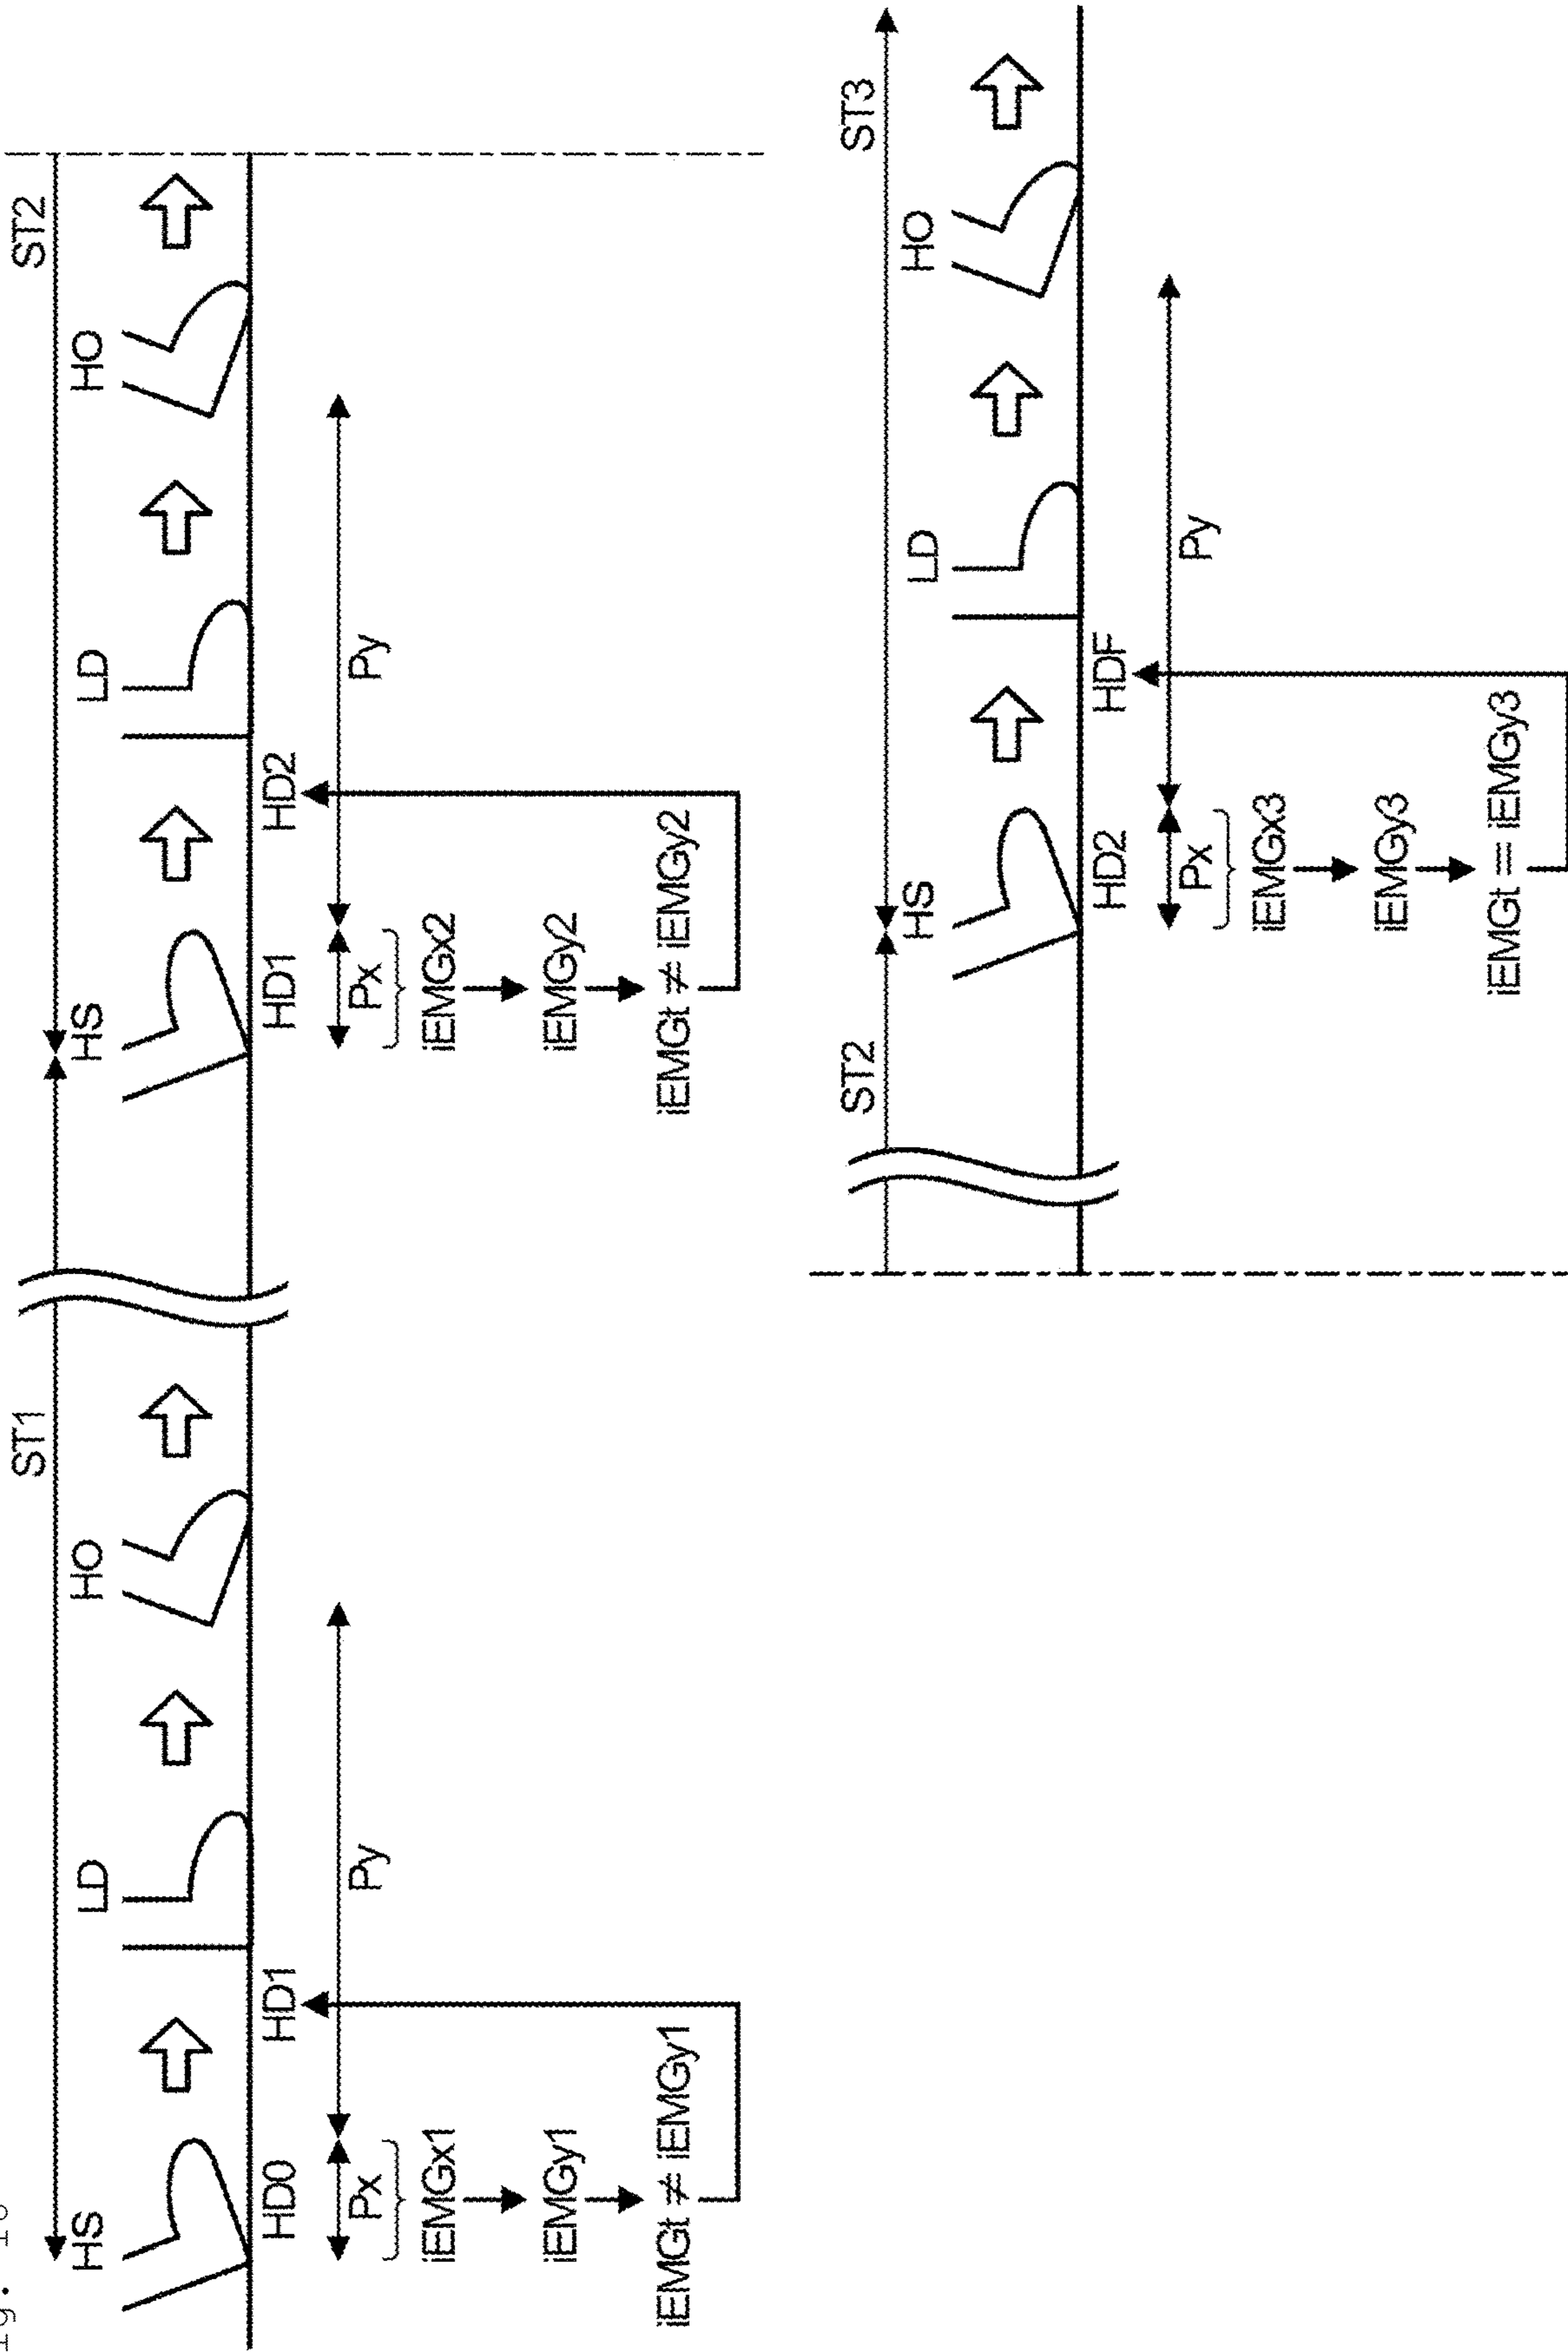 ST1
ST2
HS
LD
HO
HS
LD
HO
HD0
HD1
HD1
HD2
Px
Py
Px
Py
iEMGx1
iEMGx2
iEMGy1
iEMGy2
iEMGt ≠ iEMGy1
iEMGt ≠ iEMGy2
ST2
ST3
HS
LD
HO
HD2
HDF
Px
Py
iEMGx3
iEMGy3
iEMGt = iEMGy3